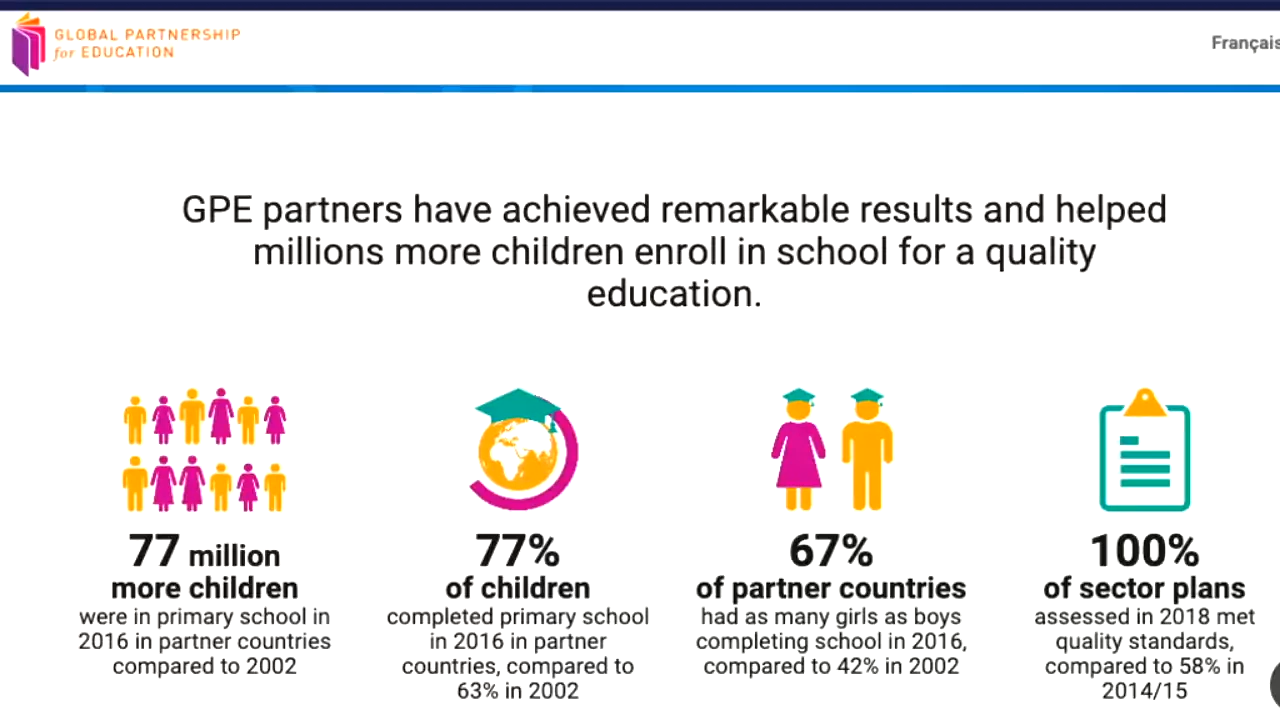 GLOBAL PARTNERSHIP
for EDUCATION
Français
GPE partners have achieved remarkable results and helped
millions more children enroll in school for a quality
education.
77 million
more children
were in primary school in
2016 in partner countries
compared to 2002
77%
of children
completed primary school
in 2016 in partner
countries, compared to
63% in 2002
67%
of partner countries
had as many girls as boys
completing school in 2016,
compared to 42% in 2002
100%
of sector plans
assessed in 2018 met
quality standards,
compared to 58% in
2014/15